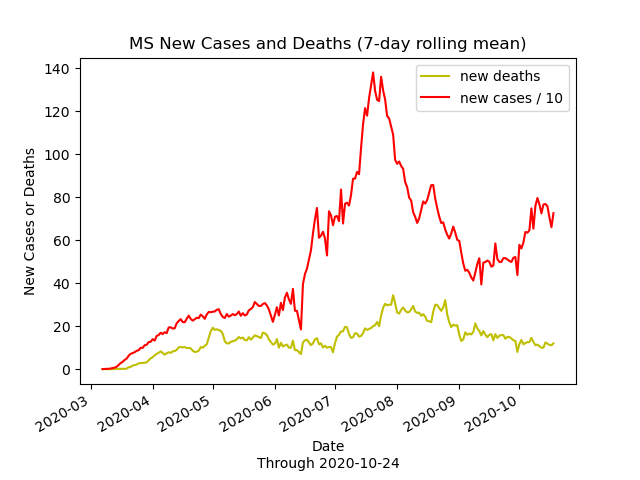 MS New Cases and Deaths (7-day rolling mean)
new deaths
new cases / 10
New Cases or Deaths
140
120
100
80
60
40
20
0
2020-03
2020-04
2020-05
2020-06
2020-07
2020-08
2020-09
2020-10
Date
Through 2020-10-24